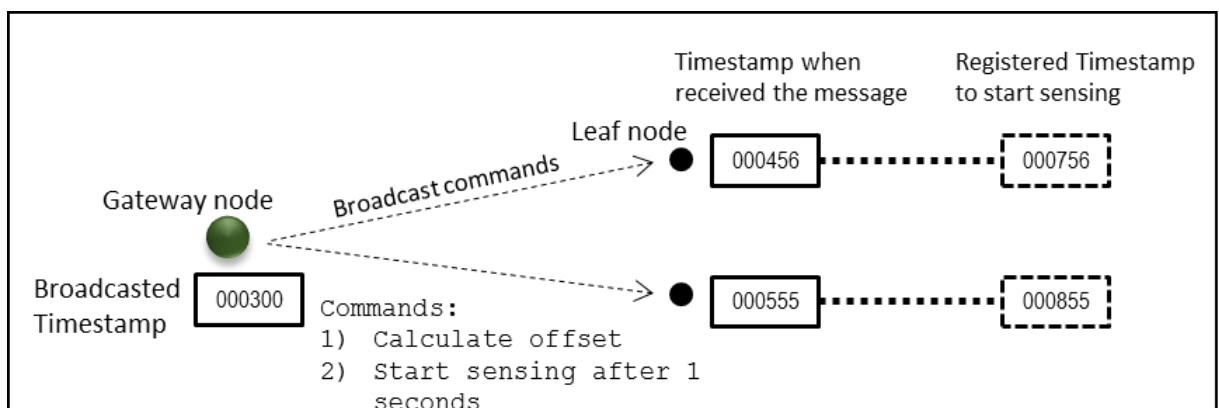 Timestamp when
received the message
Registered Timestamp
to start sensing
Leaf node
000456
000756
Broadcast commands
Gateway node
Broadcasted
Timestamp
000300
000555
000855
Commands:
1) Calculate offset
2) Start sensing after 1
seconds